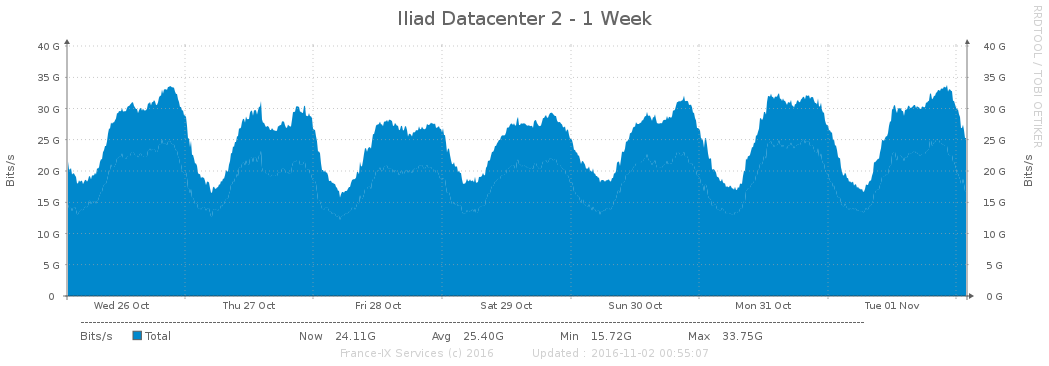 Iliad Datacenter 2 - 1 Week
RRDTOOL / TOBI OETIKER
Bits/s
Bits/s
40 G 40 G
35 G 35 G
30 G 30 G
25 G 25 G
20 G 20 G
15 G 15 G
10 G 10 G
5 G 5 G
0 0 G
Wed 26 Oct Thu 27 Oct Fri 28 Oct Sat 29 Oct Sun 30 Oct Mon 31 Oct Tue 01 Nov
Bits/s Total Now 24.11G Avg 25.40G Min 15.72G Max 33.75G
France-IX Services (c) 2016 Updated : 2016-11-02 00:55:07